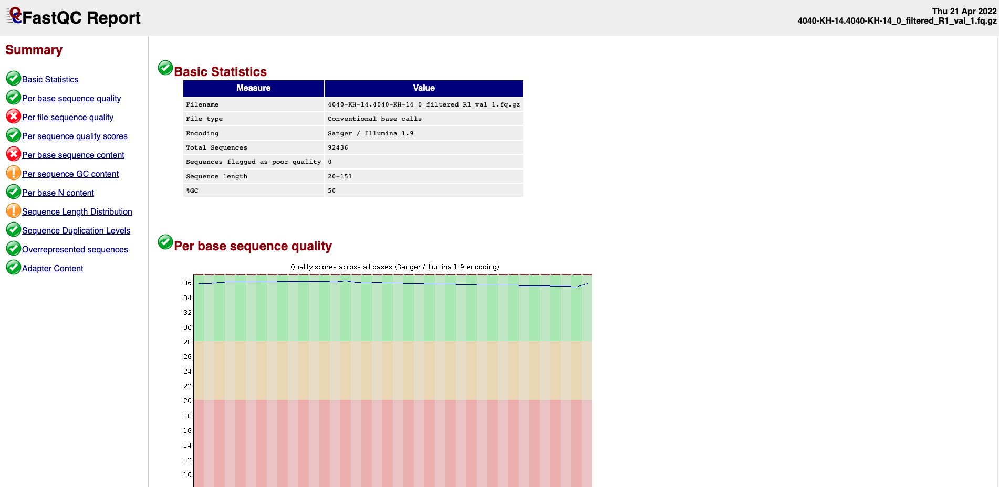 FastQC Report
Thu 21 Apr 2022
4040-KH-14.4040-KH-14_0_filtered_R1_val_1.fq.gz
Summary
Basic Statistics
Per base sequence quality
Per tile sequence quality
Per sequence quality scores
Per base sequence content
Per sequence GC content
Per base N content
Sequence Length Distribution
Sequence Duplication Levels
Overrepresented sequences
Adapter Content
Basic Statistics
Measure Value
Filename 4040-KH-14.4040-KH-14_0_filtered_R1_val_1.fq.gz
File type Conventional base calls
Encoding Sanger / Illumina 1.9
Total Sequences 92436
Sequences flagged as poor quality 0
Sequence length 20-151
%GC 50
Per base sequence quality
Quality scores across all bases (Sanger / Illumina 1.9 encoding)
36
34
32
30
28
26
24
22
20
18
16
14
12
10